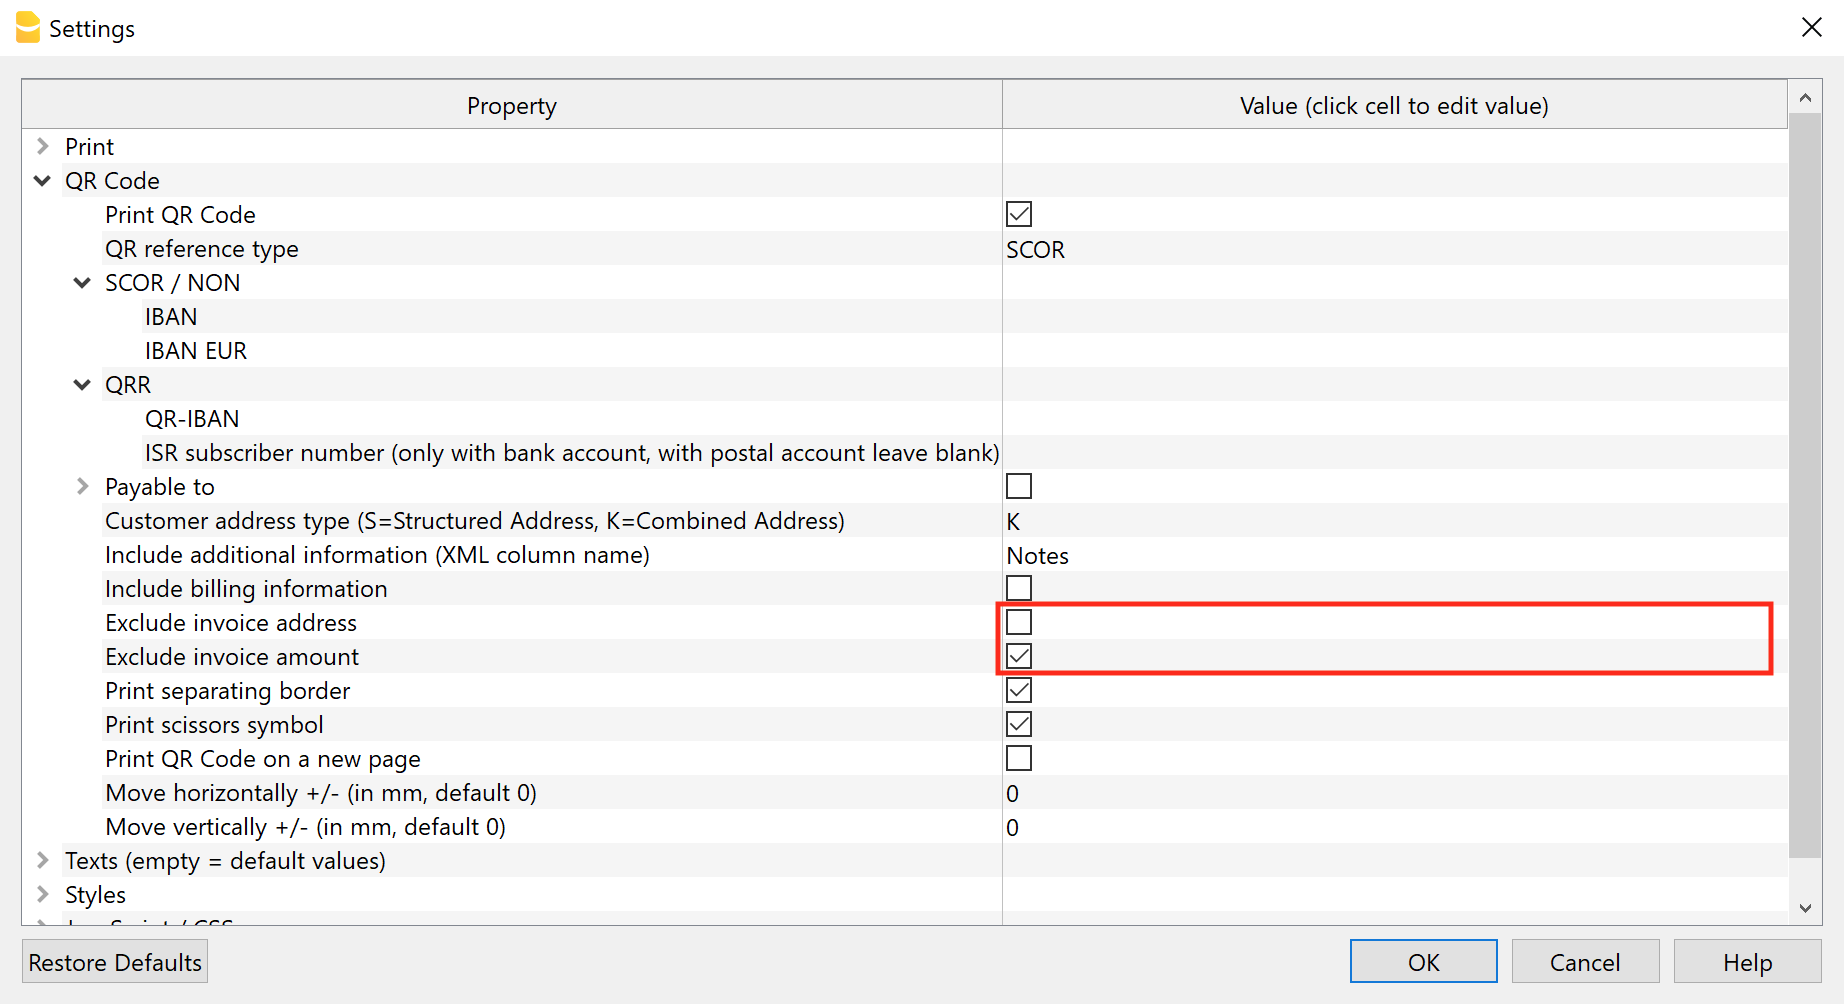 Settings
Property Value (click cell to edit value)
Print
QR Code
Print QR Code
QR reference type SCOR
SCOR / NON
IBAN
IBAN EUR
QRR
QR-IBAN
ISR subscriber number (only with bank account, with postal account leave blank)
Payable to
Customer address type (S=Structured Address, K=Combined Address) K
Include additional information (XML column name) Notes
Include billing information
Exclude invoice address
Exclude invoice amount
Print separating border
Print scissors symbol
Print QR Code on a new page
Move horizontally +/- (in mm, default 0) 0
Move vertically +/- (in mm, default 0) 0
Texts (empty = default values)
Styles
JavaScript / CSS
Restore Defaults OK Cancel Help